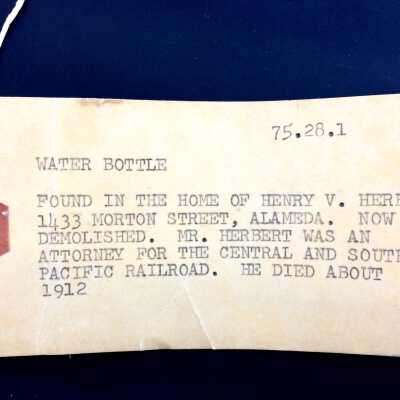 75.28.1
WATER BOTTLE
FOUND IN THE HOME OF HENRY V. HERB
1433 MORTON STREET, ALAMEDA. NOW
DEMOLISHED. MR. HERBERT WAS AN
ATTORNEY FOR THE CENTRAL AND SOUTH
PACIFIC RAILROAD. HE DIED ABOUT
1912